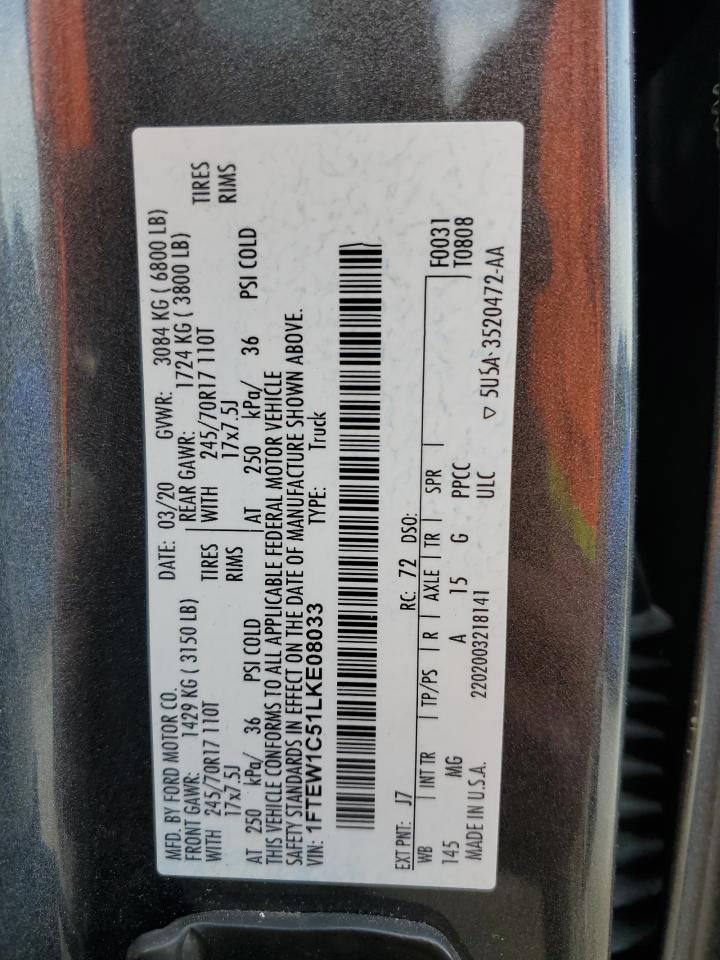 MFD. BY FORD MOTOR CO.
DATE: 03/20 GVWR: 3084 KG ( 6800 LB)
FRONT GAWR: 1429 KG ( 3150 LB)
REAR GAWR: 1724 KG ( 3800 LB)
WITH 245/70R17 110T TIRES
WITH 245/70R17 110T TIRES
17x7.5J RIMS
17x7.5J RIMS
AT 250 kPa/ 36 PSI COLD
AT 250 kPa/ 36 PSI COLD
THIS VEHICLE CONFORMS TO ALL APPLICABLE FEDERAL MOTOR VEHICLE
SAFETY STANDARDS IN EFFECT ON THE DATE OF MANUFACTURE SHOWN ABOVE.
VIN: 1FTEW1C51LKE08033
TYPE: Truck
EXT PNT: J7 RC: 72 DSO: F0031
WB INT TR TP/PS R AXLE TR SPR T0808
145 MG A 15 G PPCC
MADE IN U.S.A. 2202003218141 ULC ▽ 5U5A-3520472-AA